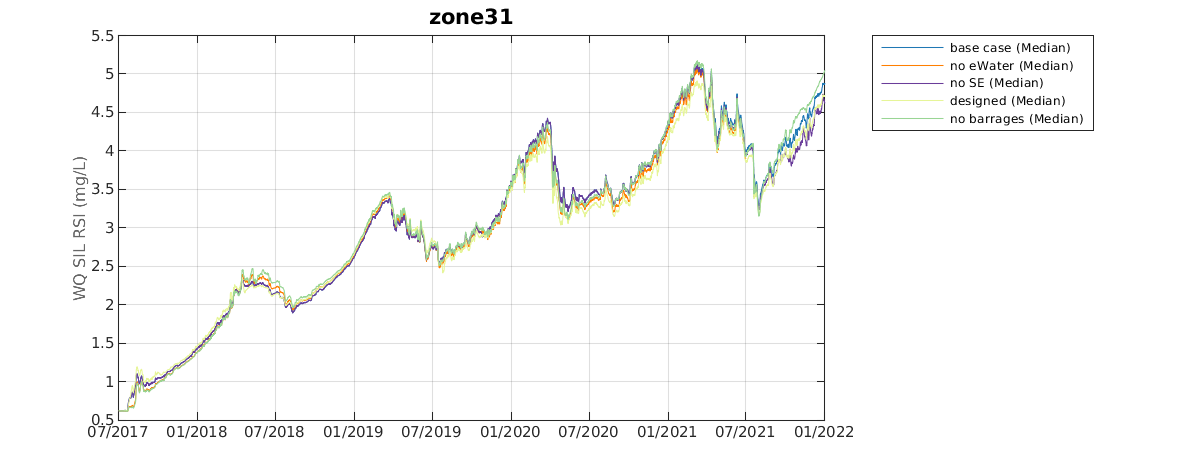 zone31
WQ SIL RSI (mg/L)
5.5
5
4.5
4
3.5
3
2.5
2
1.5
1
0.5
07/2017 01/2018 07/2018 01/2019 07/2019 01/2020 07/2020 01/2021 07/2021 01/2022
base case (Median)
no eWater (Median)
no SE (Median)
designed (Median)
no barrages (Median)